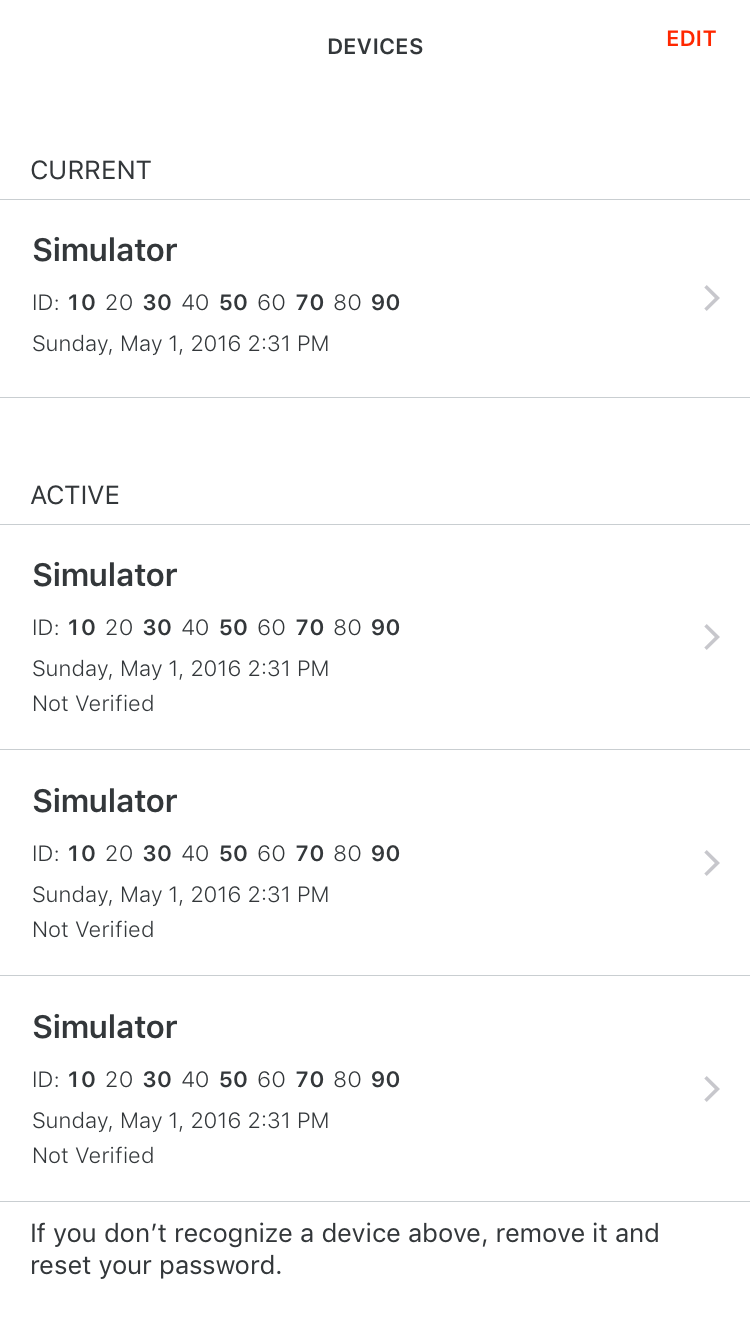 DEVICES
EDIT
CURRENT
Simulator
ID: 10 20 30 40 50 60 70 80 90
Sunday, May 1, 2016 2:31 PM
ACTIVE
Simulator
ID: 10 20 30 40 50 60 70 80 90
Sunday, May 1, 2016 2:31 PM
Not Verified
Simulator
ID: 10 20 30 40 50 60 70 80 90
Sunday, May 1, 2016 2:31 PM
Not Verified
Simulator
ID: 10 20 30 40 50 60 70 80 90
Sunday, May 1, 2016 2:31 PM
Not Verified
If you don’t recognize a device above, remove it and
reset your password.